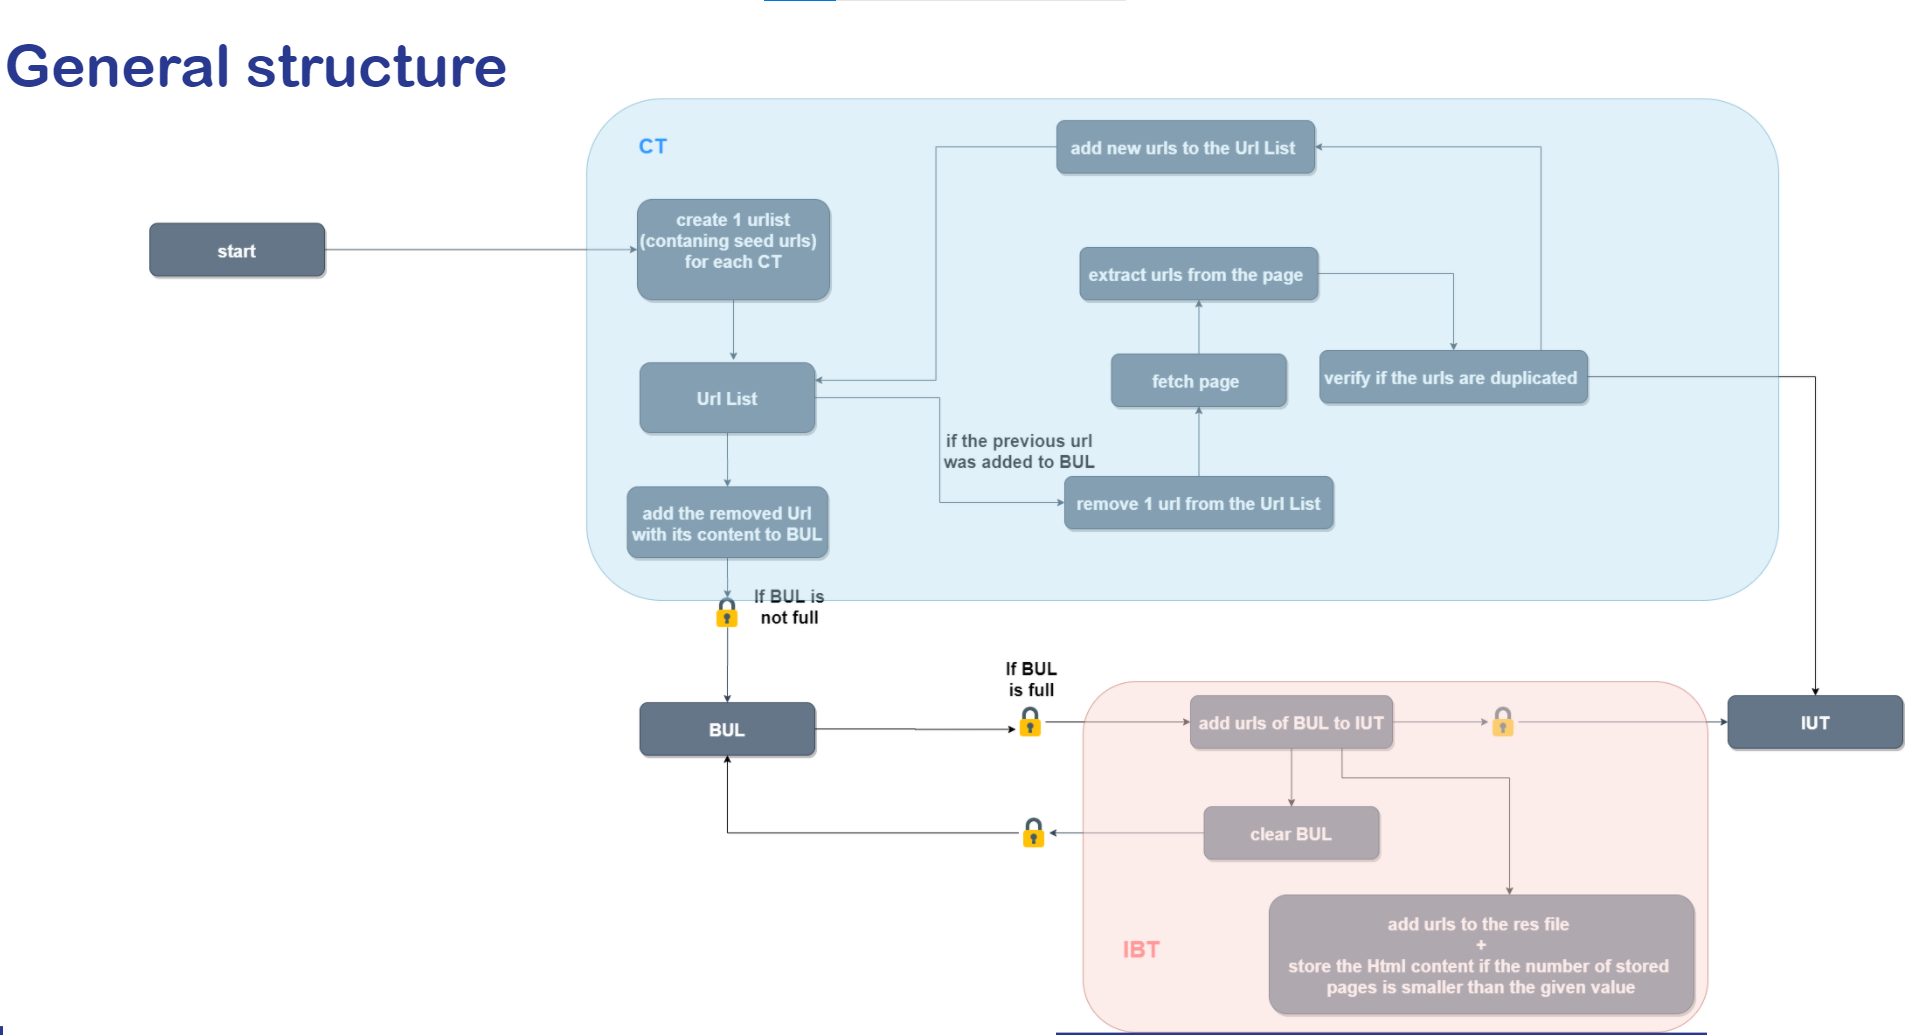 General structure
CT
add new urls to the Url List
start
create 1 urlist
(contaning seed urls)
for each CT
extract urls from the page
Url List
fetch page
verify if the urls are duplicated
if the previous url
was added to BUL
remove 1 url from the Url List
add the removed Url
with its content to BUL
If BUL is
not full
If BUL
is full
BUL
add urls of BUL to IUT
IUT
clear BUL
add urls to the res file
+
store the Html content if the number of stored
pages is smaller than the given value
IBT